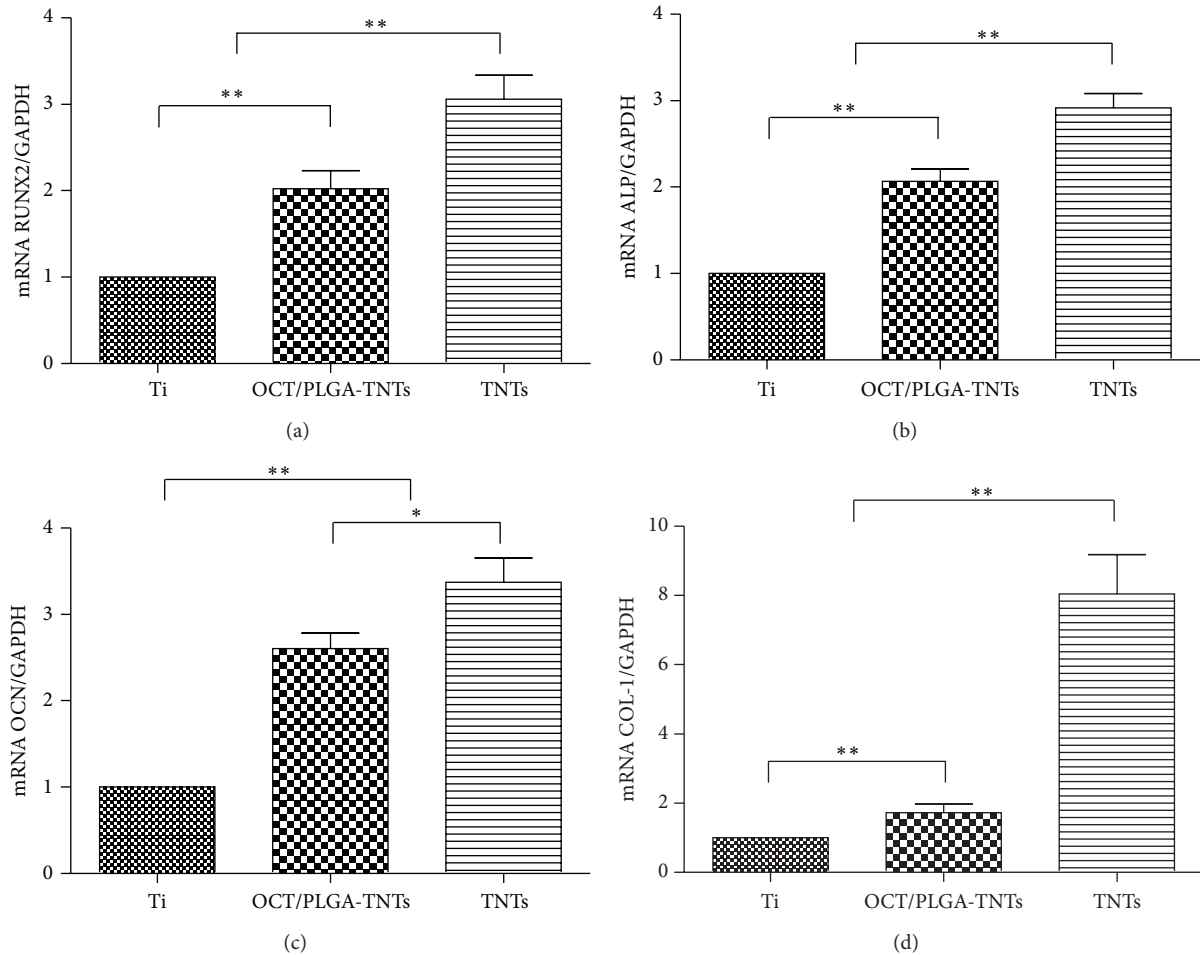 mRNA RUNX2/GAPDH
4
3
2
1
0
**
**
Ti
OCT/PLGA-TNTs
TNTs
(a)
mRNA ALP/GAPDH
4
3
2
1
0
**
**
Ti
OCT/PLGA-TNTs
TNTs
(b)
mRNA OCN/GAPDH
4
3
2
1
0
**
*
Ti
OCT/PLGA-TNTs
TNTs
(c)
mRNA COL-1/GAPDH
10
8
6
4
2
0
**
**
Ti
OCT/PLGA-TNTs
TNTs
(d)